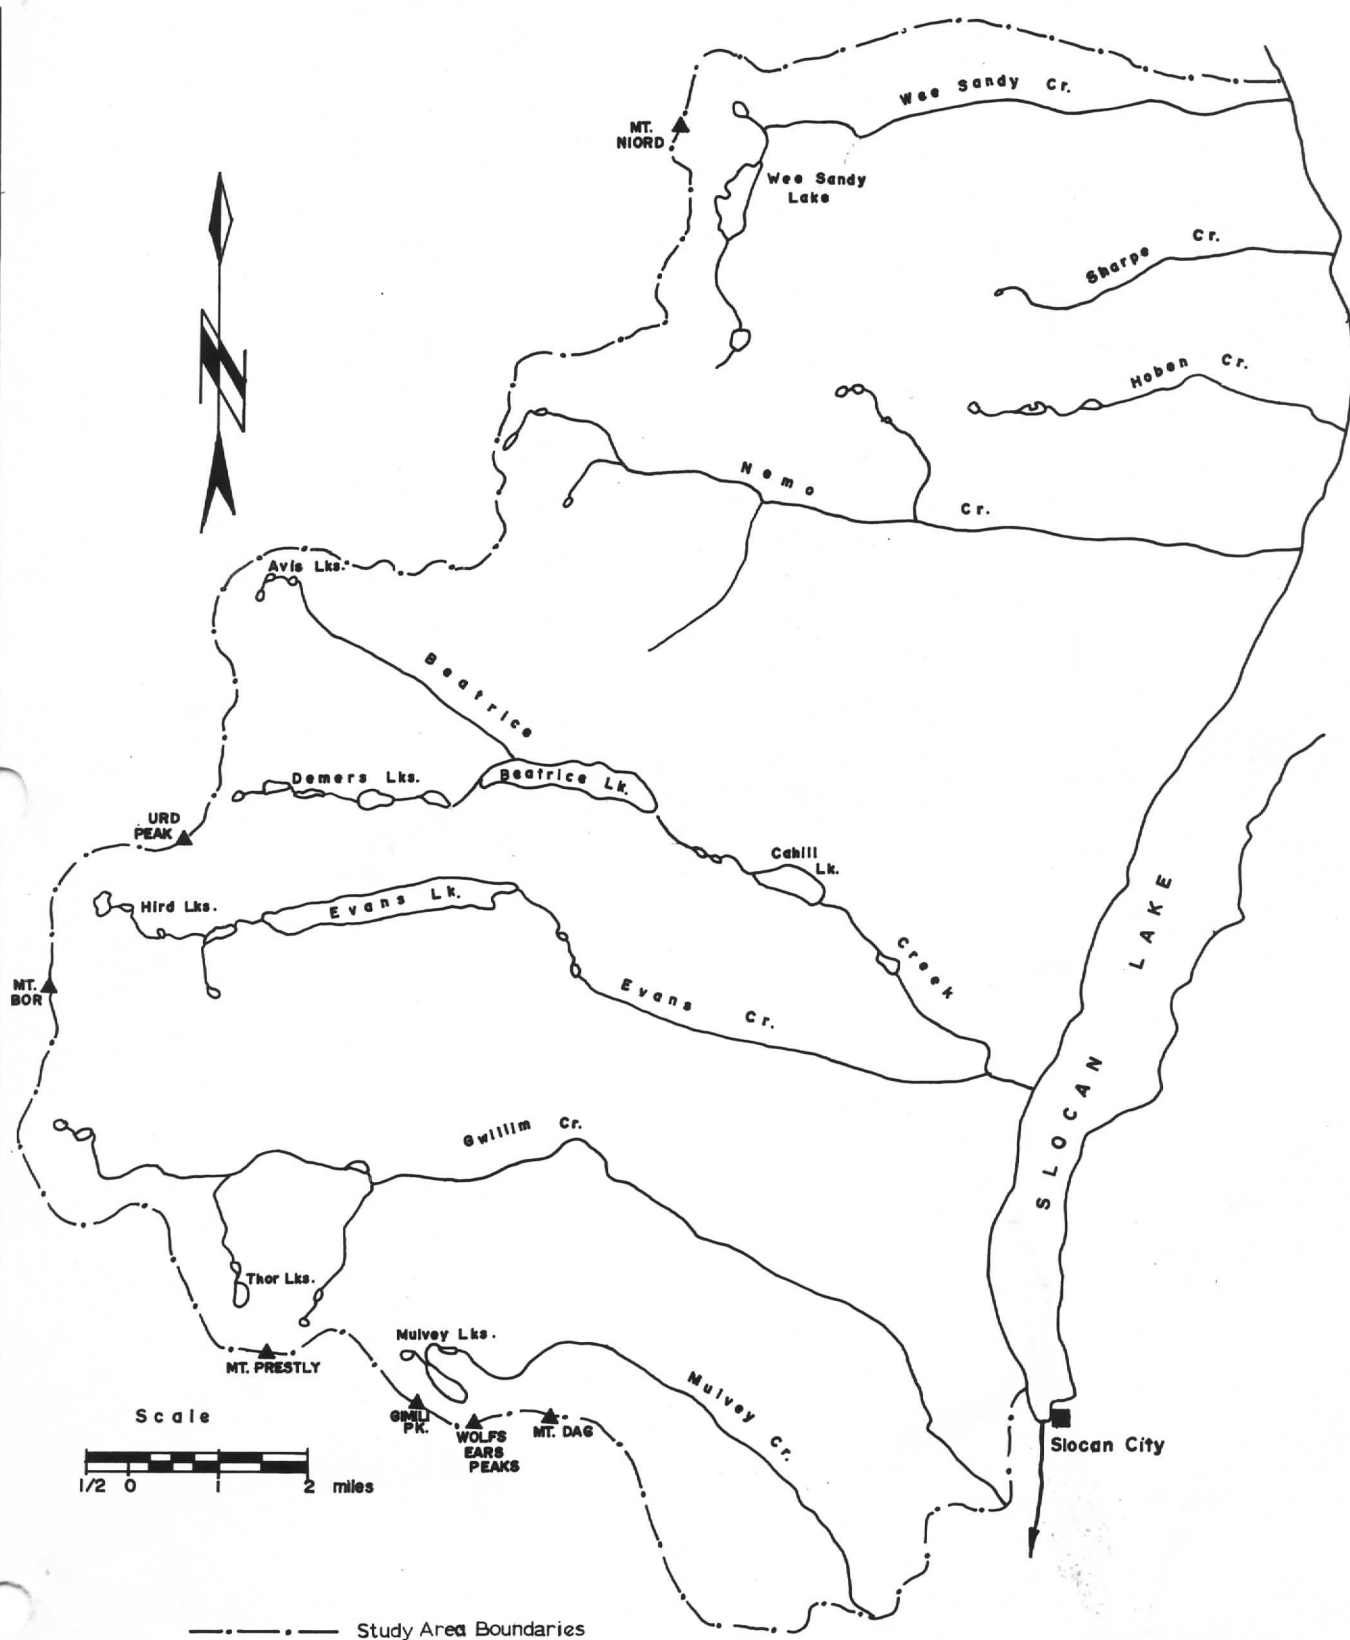 Wee Sandy Cr.
MT.
NIORD
Wee Sandy
Lake
Sharpe Cr.
Hoben Cr.
N
Nemo Cr.
Avis Lks.
Beatrice Creek
Demers Lks.
Beatrice Lk.
URD
PEAK
Cahill
Lk.
Hird Lks.
Evans Lk.
MT.
BOR
Evans Cr.
SLOCAN LAKE
Gwillim Cr.
Thor Lks.
Mulvey Lks.
MT. PRESTLY
Mulvey Cr.
GIMLI
PK.
WOLFS
EARS
PEAKS
MT. DAG
Slocan City
Scale
1/2 0 1 2 miles
Study Area Boundaries